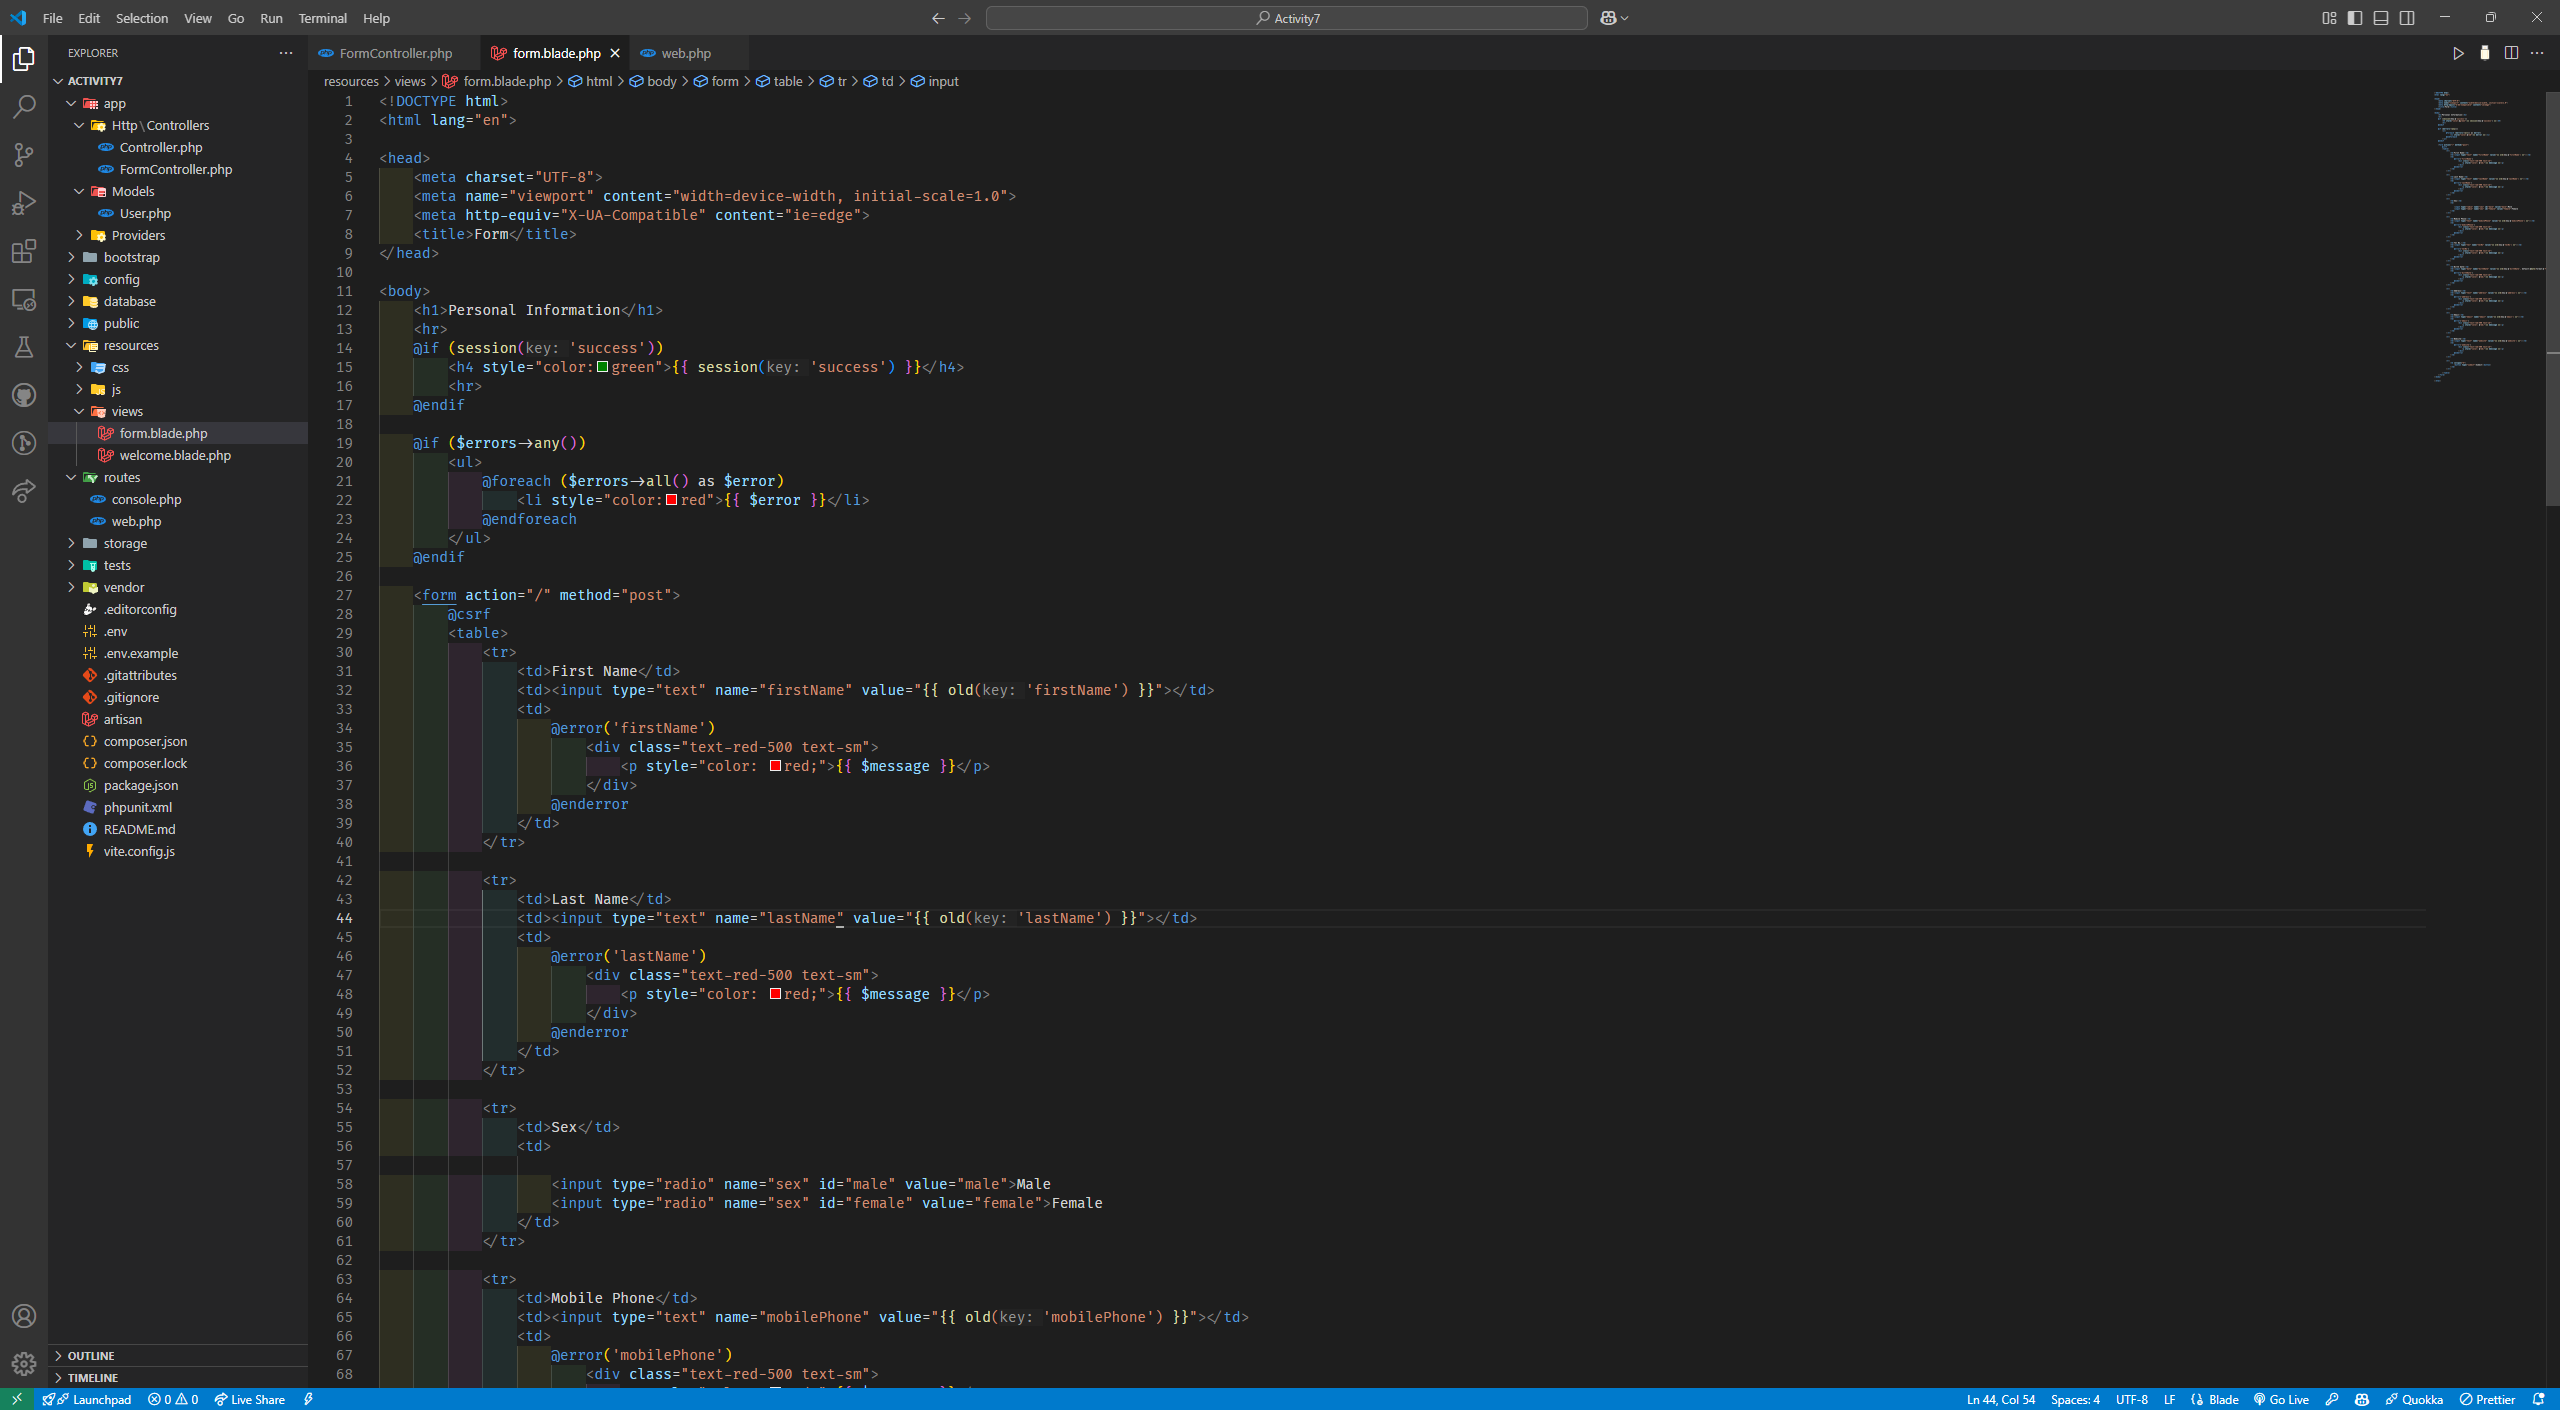 File Edit Selection View Go Run Terminal Help
Activity7
EXPLORER
ACTIVITY7
app
Http\Controllers
Controller.php
FormController.php
Models
User.php
Providers
bootstrap
config
database
public
resources
css
js
views
form.blade.php
welcome.blade.php
routes
console.php
web.php
storage
tests
vendor
.editorconfig
.env
.env.example
.gitattributes
.gitignore
artisan
composer.json
composer.lock
package.json
phpunit.xml
README.md
vite.config.js
OUTLINE
TIMELINE
FormController.php form.blade.php web.php
resources > views > form.blade.php > html > body > form > table > tr > td > input
1 <!DOCTYPE html>
2 <html lang="en">
3
4 <head>
5 <meta charset="UTF-8">
6 <meta name="viewport" content="width=device-width, initial-scale=1.0">
7 <meta http-equiv="X-UA-Compatible" content="ie=edge">
8 <title>Form</title>
9 </head>
10
11 <body>
12 <h1>Personal Information</h1>
13 <hr>
14 @if (session(key: 'success'))
15 <h4 style="color:green">{{ session(key: 'success') }}</h4>
16 <hr>
17 @endif
18
19 @if ($errors->any())
20 <ul>
21 @foreach ($errors->all() as $error)
22 <li style="color:red">{{ $error }}</li>
23 @endforeach
24 </ul>
25 @endif
26
27 <form action="/" method="post">
28 @csrf
29 <table>
30 <tr>
31 <td>First Name</td>
32 <td><input type="text" name="firstName" value="{{ old(key: 'firstName') }}"></td>
33 <td>
34 @error('firstName')
35 <div class="text-red-500 text-sm">
36 <p style="color: red;">{{ $message }}</p>
37 </div>
38 @enderror
39 </td>
40 </tr>
41
42 <tr>
43 <td>Last Name</td>
44 <td><input type="text" name="lastName" value="{{ old(key: 'lastName') }}"></td>
45 <td>
46 @error('lastName')
47 <div class="text-red-500 text-sm">
48 <p style="color: red;">{{ $message }}</p>
49 </div>
50 @enderror
51 </td>
52 </tr>
53
54 <tr>
55 <td>Sex</td>
56 <td>
57
58 <input type="radio" name="sex" id="male" value="male">Male
59 <input type="radio" name="sex" id="female" value="female">Female
60 </td>
61 </tr>
62
63 <tr>
64 <td>Mobile Phone</td>
65 <td><input type="text" name="mobilePhone" value="{{ old(key: 'mobilePhone') }}"></td>
66 <td>
67 @error('mobilePhone')
68 <div class="text-red-500 text-sm">
Launchpad 0 0 Live Share Ln 44, Col 54 Spaces: 4 UTF-8 LF Blade Go Live Quokka Prettier